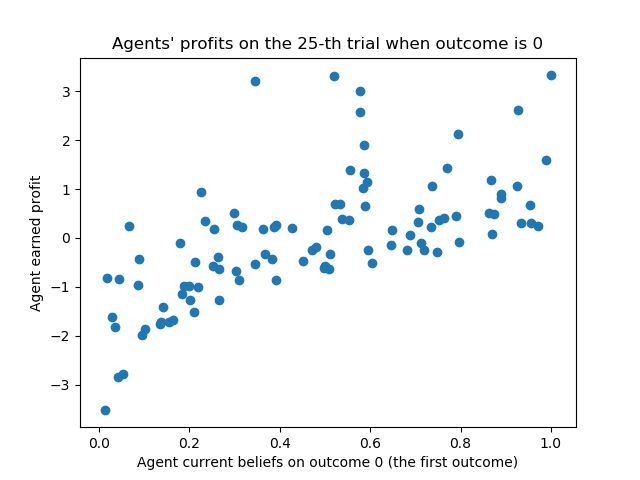 Agents' profits on the 25-th trial when outcome is 0
3
2
1
0
−1
−2
−3
Agent earned profit
0.0 0.2 0.4 0.6 0.8 1.0
Agent current beliefs on outcome 0 (the first outcome)